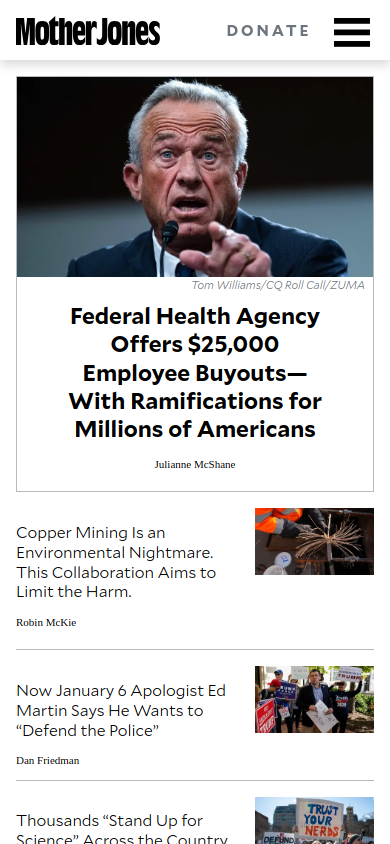 Mother Jones
DONATE
Tom Williams/CQ Roll Call/ZUMA
Federal Health Agency
Offers $25,000
Employee Buyouts—
With Ramifications for
Millions of Americans
Julianne McShane
Copper Mining Is an
Environmental Nightmare.
This Collaboration Aims to
Limit the Harm.
Robin McKie
Now January 6 Apologist Ed
Martin Says He Wants to
“Defend the Police”
Dan Friedman
Thousands “Stand Up for
Science” Across the Country
TRUST
YOUR
NERDS